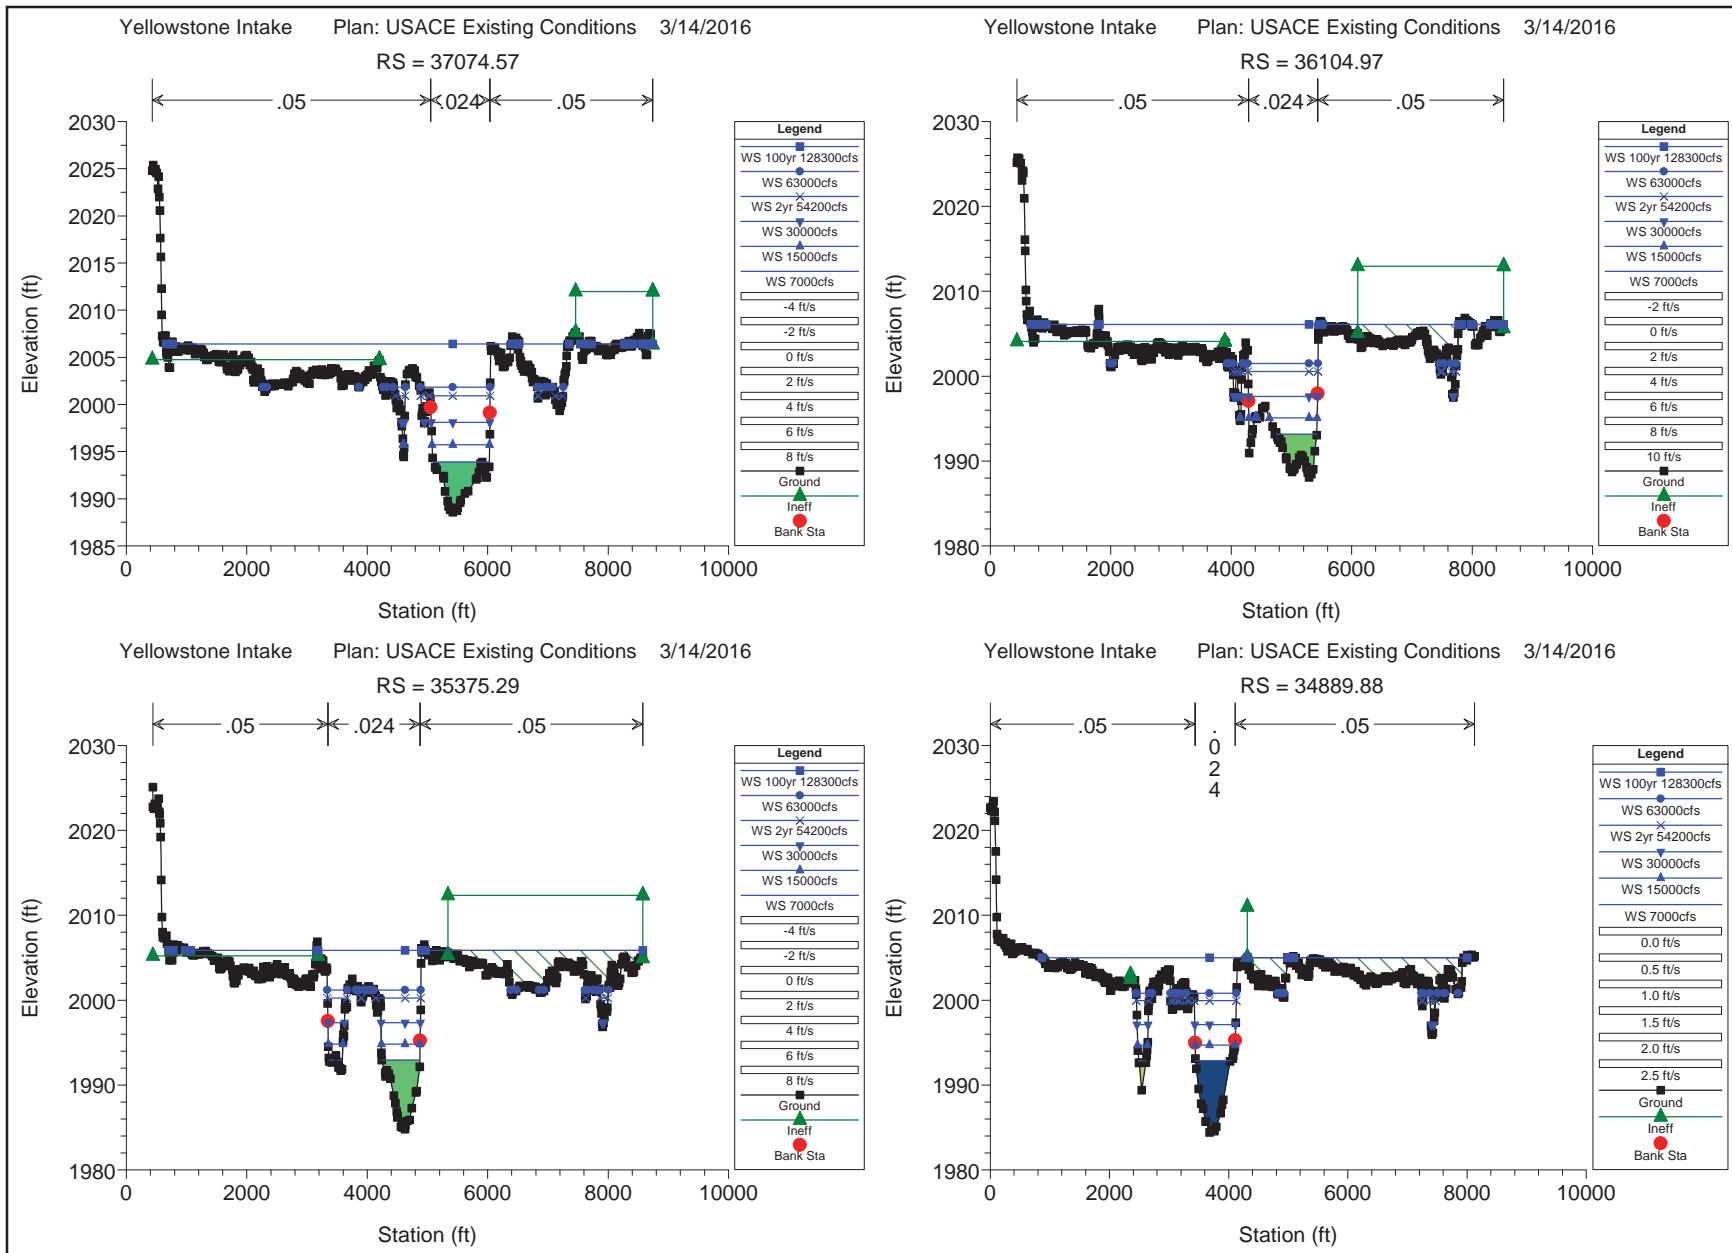 Yellowstone Intake Plan: USACE Existing Conditions 3/14/2016
RS = 37074.57
.05 .024 .05
2030
2025
2020
2015
2010
2005
2000
1995
1990
1985
Elevation (ft)
0 2000 4000 6000 8000 10000
Station (ft)
Legend
WS 100yr 128300cfs
WS 63000cfs
WS 2yr 54200cfs
WS 30000cfs
WS 15000cfs
WS 7000cfs
-4 ft/s
-2 ft/s
0 ft/s
2 ft/s
4 ft/s
6 ft/s
8 ft/s
Ground
Ineff
Bank Sta
Yellowstone Intake Plan: USACE Existing Conditions 3/14/2016
RS = 36104.97
.05 .024 .05
2030
2020
2010
2000
1990
1980
Elevation (ft)
0 2000 4000 6000 8000 10000
Station (ft)
Legend
WS 100yr 128300cfs
WS 63000cfs
WS 2yr 54200cfs
WS 30000cfs
WS 15000cfs
WS 7000cfs
-2 ft/s
0 ft/s
2 ft/s
4 ft/s
6 ft/s
8 ft/s
10 ft/s
Ground
Ineff
Bank Sta
Yellowstone Intake Plan: USACE Existing Conditions 3/14/2016
RS = 35375.29
.05 .024 .05
2030
2020
2010
2000
1990
1980
Elevation (ft)
0 2000 4000 6000 8000 10000
Station (ft)
Legend
WS 100yr 128300cfs
WS 63000cfs
WS 2yr 54200cfs
WS 30000cfs
WS 15000cfs
WS 7000cfs
-4 ft/s
-2 ft/s
0 ft/s
2 ft/s
4 ft/s
6 ft/s
8 ft/s
Ground
Ineff
Bank Sta
Yellowstone Intake Plan: USACE Existing Conditions 3/14/2016
RS = 34889.88
.05 .024 .05
2030
2020
2010
2000
1990
1980
Elevation (ft)
0 2000 4000 6000 8000 10000
Station (ft)
Legend
WS 100yr 128300cfs
WS 63000cfs
WS 2yr 54200cfs
WS 30000cfs
WS 15000cfs
WS 7000cfs
0.0 ft/s
0.5 ft/s
1.0 ft/s
1.5 ft/s
2.0 ft/s
2.5 ft/s
Ground
Ineff
Bank Sta